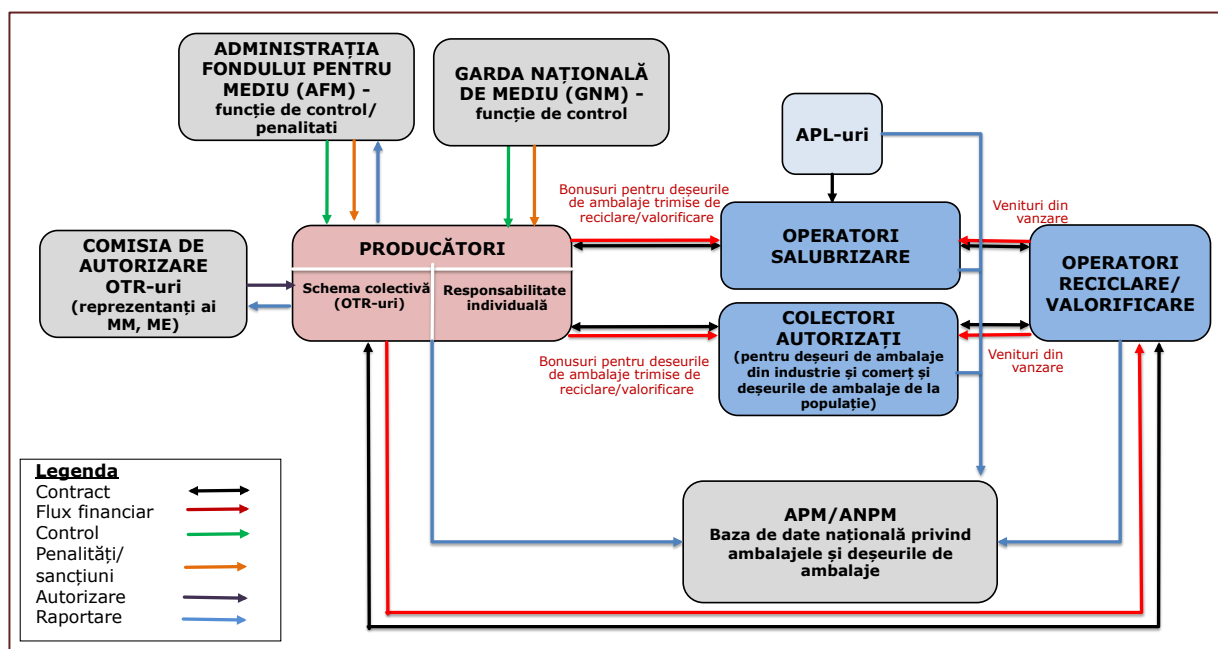 ADMINISTRAȚIA
FONDULUI PENTRU
MEDIU (AFM) -
funcție de control/
penalitati
GARDA NAȚIONALĂ
DE MEDIU (GNM) -
funcție de control
APL-uri
Bonusuri pentru deșeurile
de ambalaje trimise de
reciclare/valorificare
Venituri din
vanzare
COMISIA DE
AUTORIZARE
OTR-uri
(reprezentanți ai
MM, ME)
PRODUCĂTORI
Schema colectivă
(OTR-uri)
Responsabilitate
individuală
OPERATORI
SALUBRIZARE
OPERATORI
RECICLARE/
VALORIFICARE
COLECTORI
AUTORIZAȚI
(pentru deșeuri de ambalaje
din industrie și comerț și
deșeurile de ambalaje de la
populație)
Bonusuri pentru deseurile
de ambalaje trimise de
reciclare/valorificare
Venituri din
vanzare
APM/ANPM
Baza de date națională privind
ambalajele și deșeurile de
ambalaje
Legenda
Contract
Flux financiar
Control
Penalități/
sancțiuni
Autorizare
Raportare